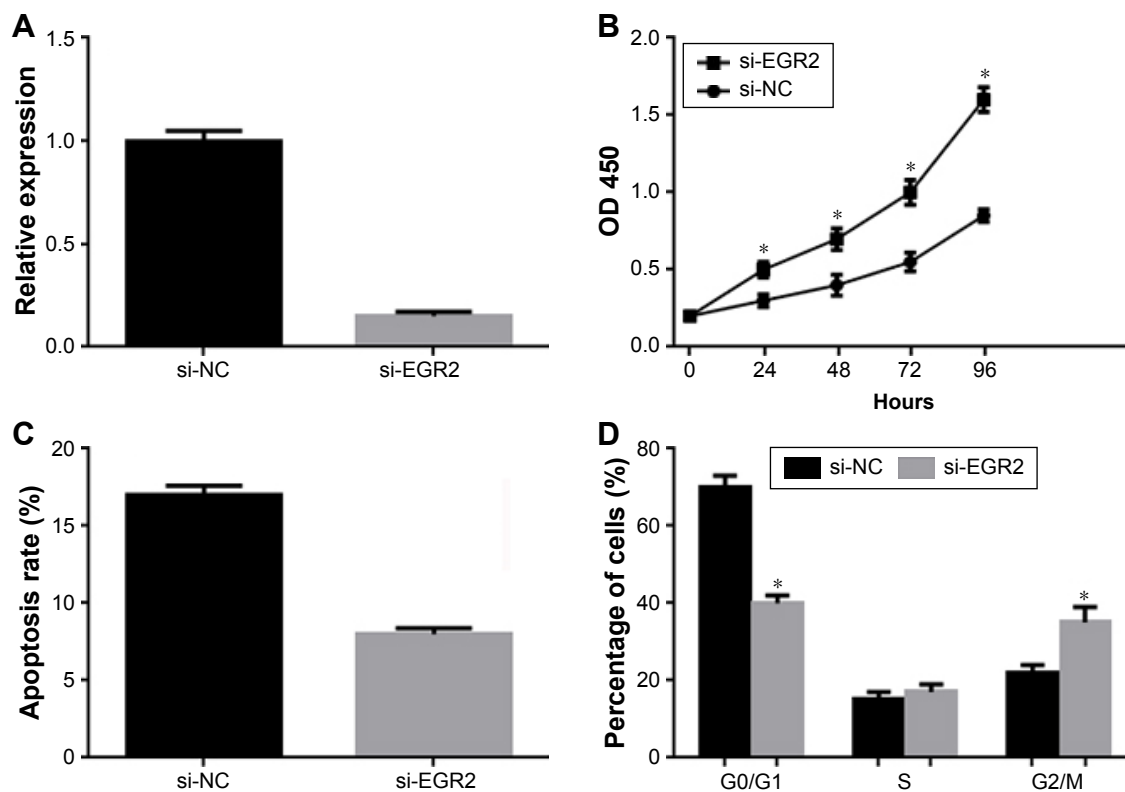 A
Relative expression
1.5
1.0
0.5
0.0
si-NC
si-EGR2
B
OD 450
2.0
1.5
1.0
0.5
0.0
si-EGR2
si-NC
*
*
*
*
0
24
48
72
96
Hours
C
Apoptosis rate (%)
20
15
10
5
0
si-NC
si-EGR2
D
Percentage of cells (%)
80
60
40
20
0
si-NC
si-EGR2
*
*
G0/G1
S
G2/M